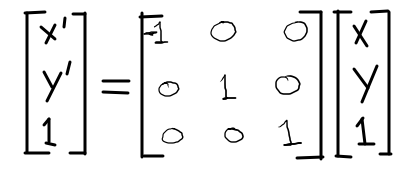 [x'] = [-1 0 0] [x]
[y'] = [0 1 0] [y]
[1] = [0 0 1] [1]